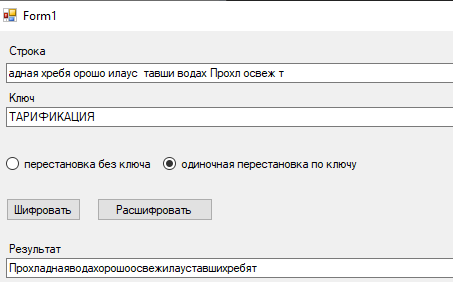 Form1
Строка
адная хребя орошо илаус  тавши водах Прохл освеж т
Ключ
ТАРИФИКАЦИЯ
перестановка без ключа одиночная перестановка по ключу
Шифровать Расшифровать
Результат
Прохладнаяводахорошоосвежилауставшихребят